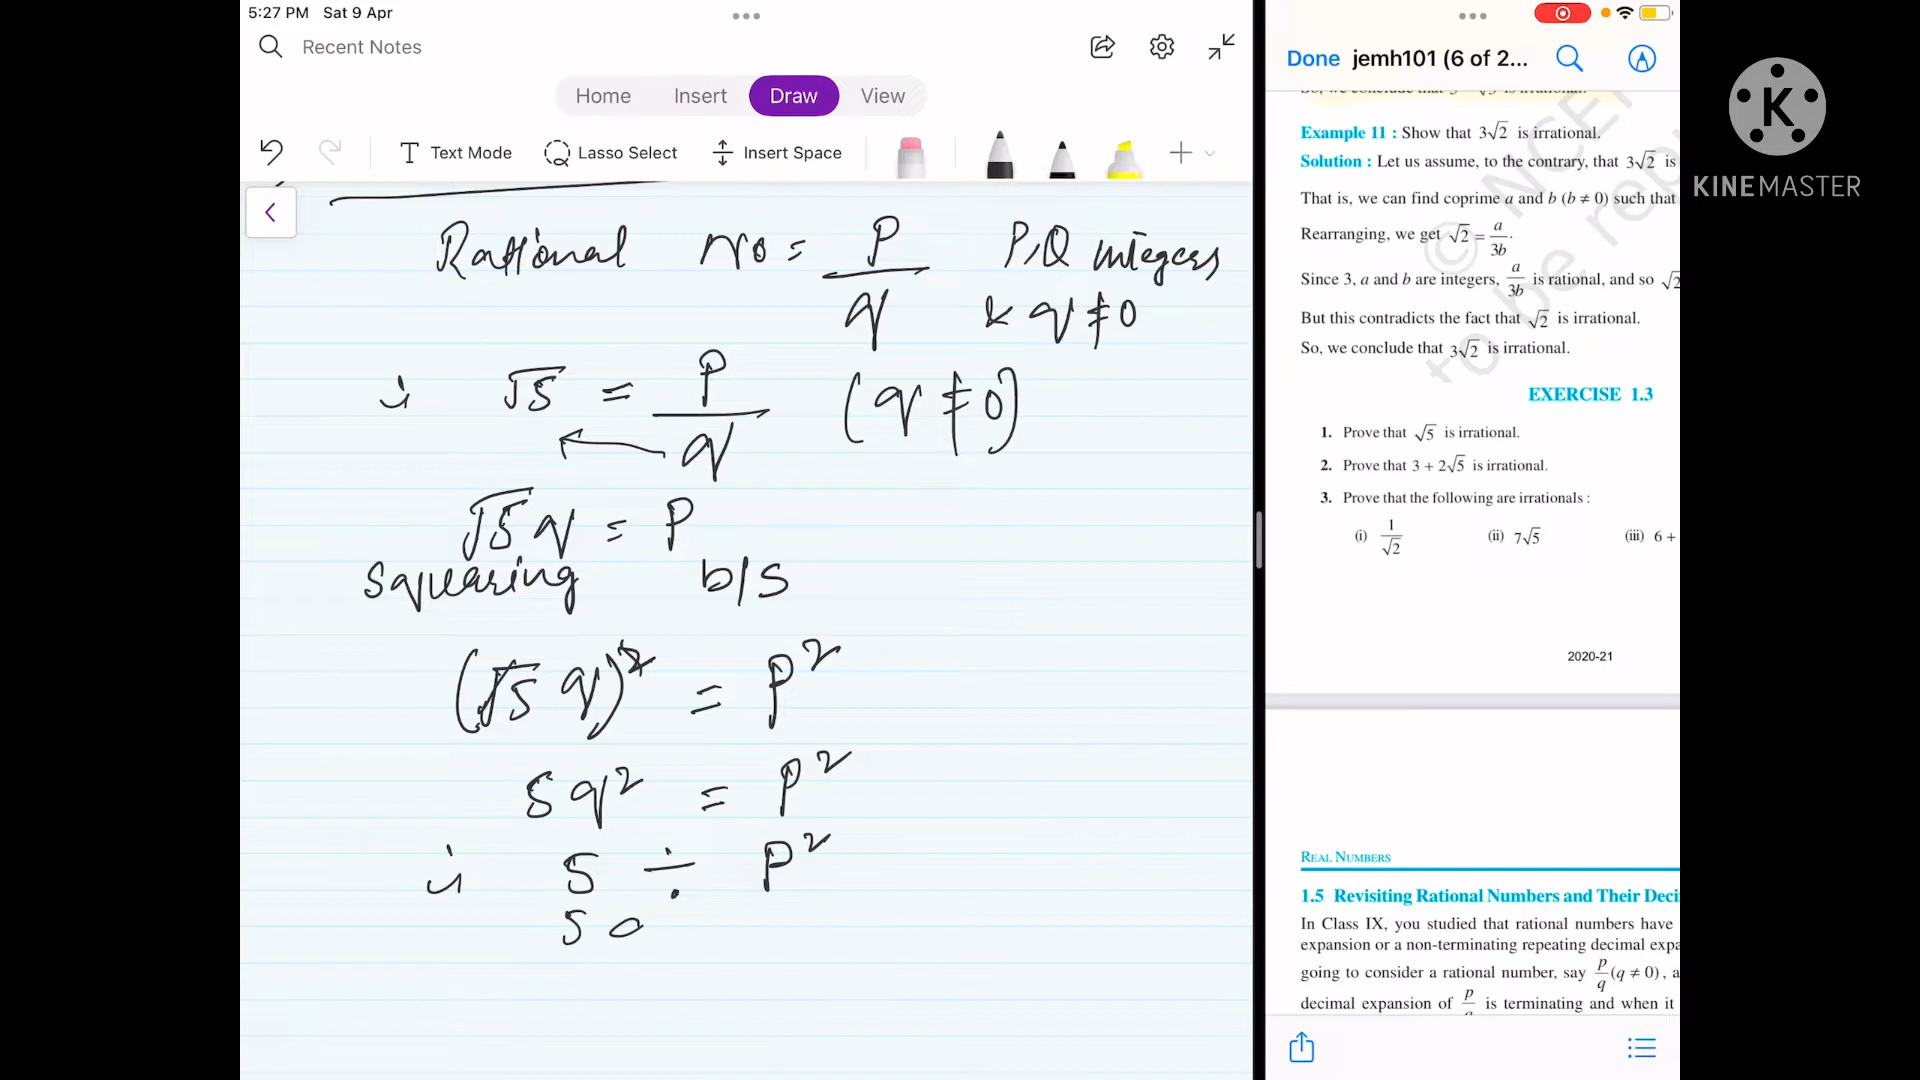 5:27 PM Sat 9 Apr
Recent Notes
Home Insert Draw View
Text Mode Lasso Select Insert Space
Rational No = P/q P,Q integers
& q ≠ 0
∴ √5 = P/q (q ≠ 0)
√5 q = P
Squaring b/s
(√5 q)² = P²
5q² = P²
∴ 5 ÷ P²
So
Done jemh101 (6 of 2...
Example 11 : Show that 3√2 is irrational.
Solution : Let us assume, to the contrary, that 3√2 is
That is, we can find coprime a and b (b ≠ 0) such that
Rearranging, we get √2 = a/3b.
Since 3, a and b are integers, a/3b is rational, and so √2
But this contradicts the fact that √2 is irrational.
So, we conclude that 3√2 is irrational.
EXERCISE 1.3
1. Prove that √5 is irrational.
2. Prove that 3 + 2√5 is irrational.
3. Prove that the following are irrationals :
(i) 1/√2 (ii) 7√5 (iii) 6 +
2020-21
REAL NUMBERS
1.5 Revisiting Rational Numbers and Their Deci
In Class IX, you studied that rational numbers have
expansion or a non-terminating repeating decimal expa
going to consider a rational number, say p/q (q ≠ 0), a
decimal expansion of p/q is terminating and when it
K
KINEMASTER